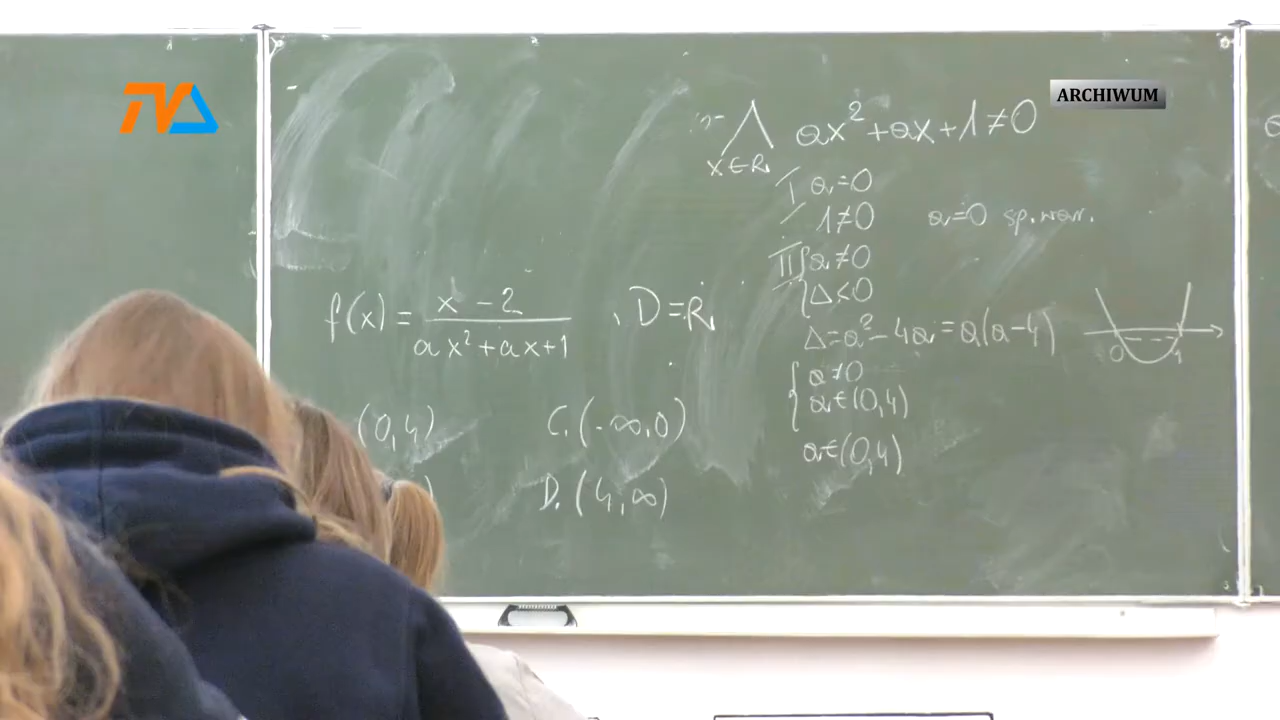 TVA
ARCHIWUM
⋀ ax²+ax+1≠0
x∈R
I a=0
1≠0 a=0 sp. war.
II { a≠0
Δ<0
Δ=a²-4a=a(a-4)
0
{ a≠0
a∈(0,4)
a∈(0,4)
f(x) = x-2 / ax²+ax+1 , D=R
(0,4) C. (-∞,0)
) D. (4,∞)